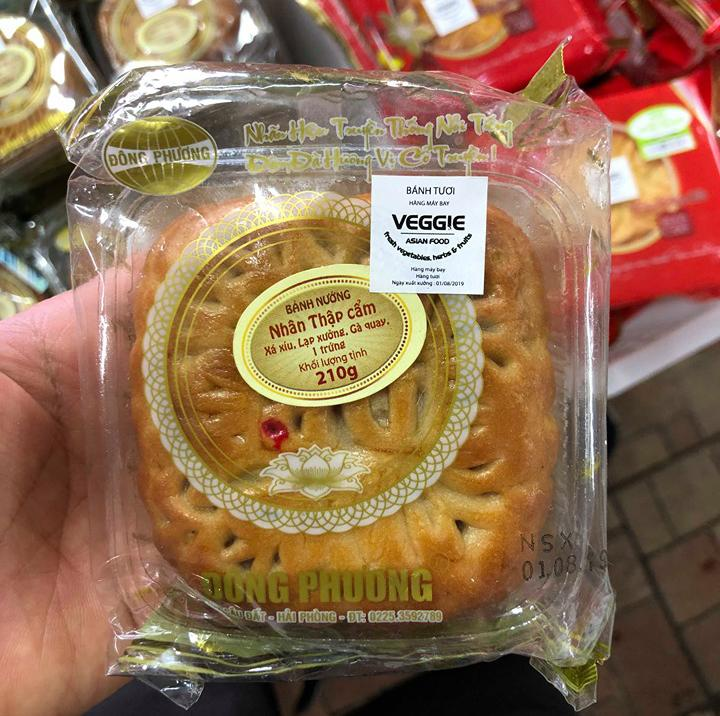 ĐÔNG PHƯƠNG
Nhãn Hiệu Truyền Thống Nổi Tiếng
Đậm Đà Hương Vị Cổ Truyền!
BÁNH TƯƠI
HÀNG MÁY BAY
VEGGIE
ASIAN FOOD
fresh vegetables, herbs & fruits
Hàng máy bay
Hàng tươi
Ngày xuất xưởng : 01/08/2019
BÁNH NƯỚNG
Nhân Thập cẩm
Xá xíu. Lạp xưởng. Gà quay.
1 trứng
Khối lượng tịnh
210g
NSX
01.08.19
ĐÔNG PHƯƠNG
CẦU ĐẤT - HẢI PHÒNG - ĐT: 0225.3592789